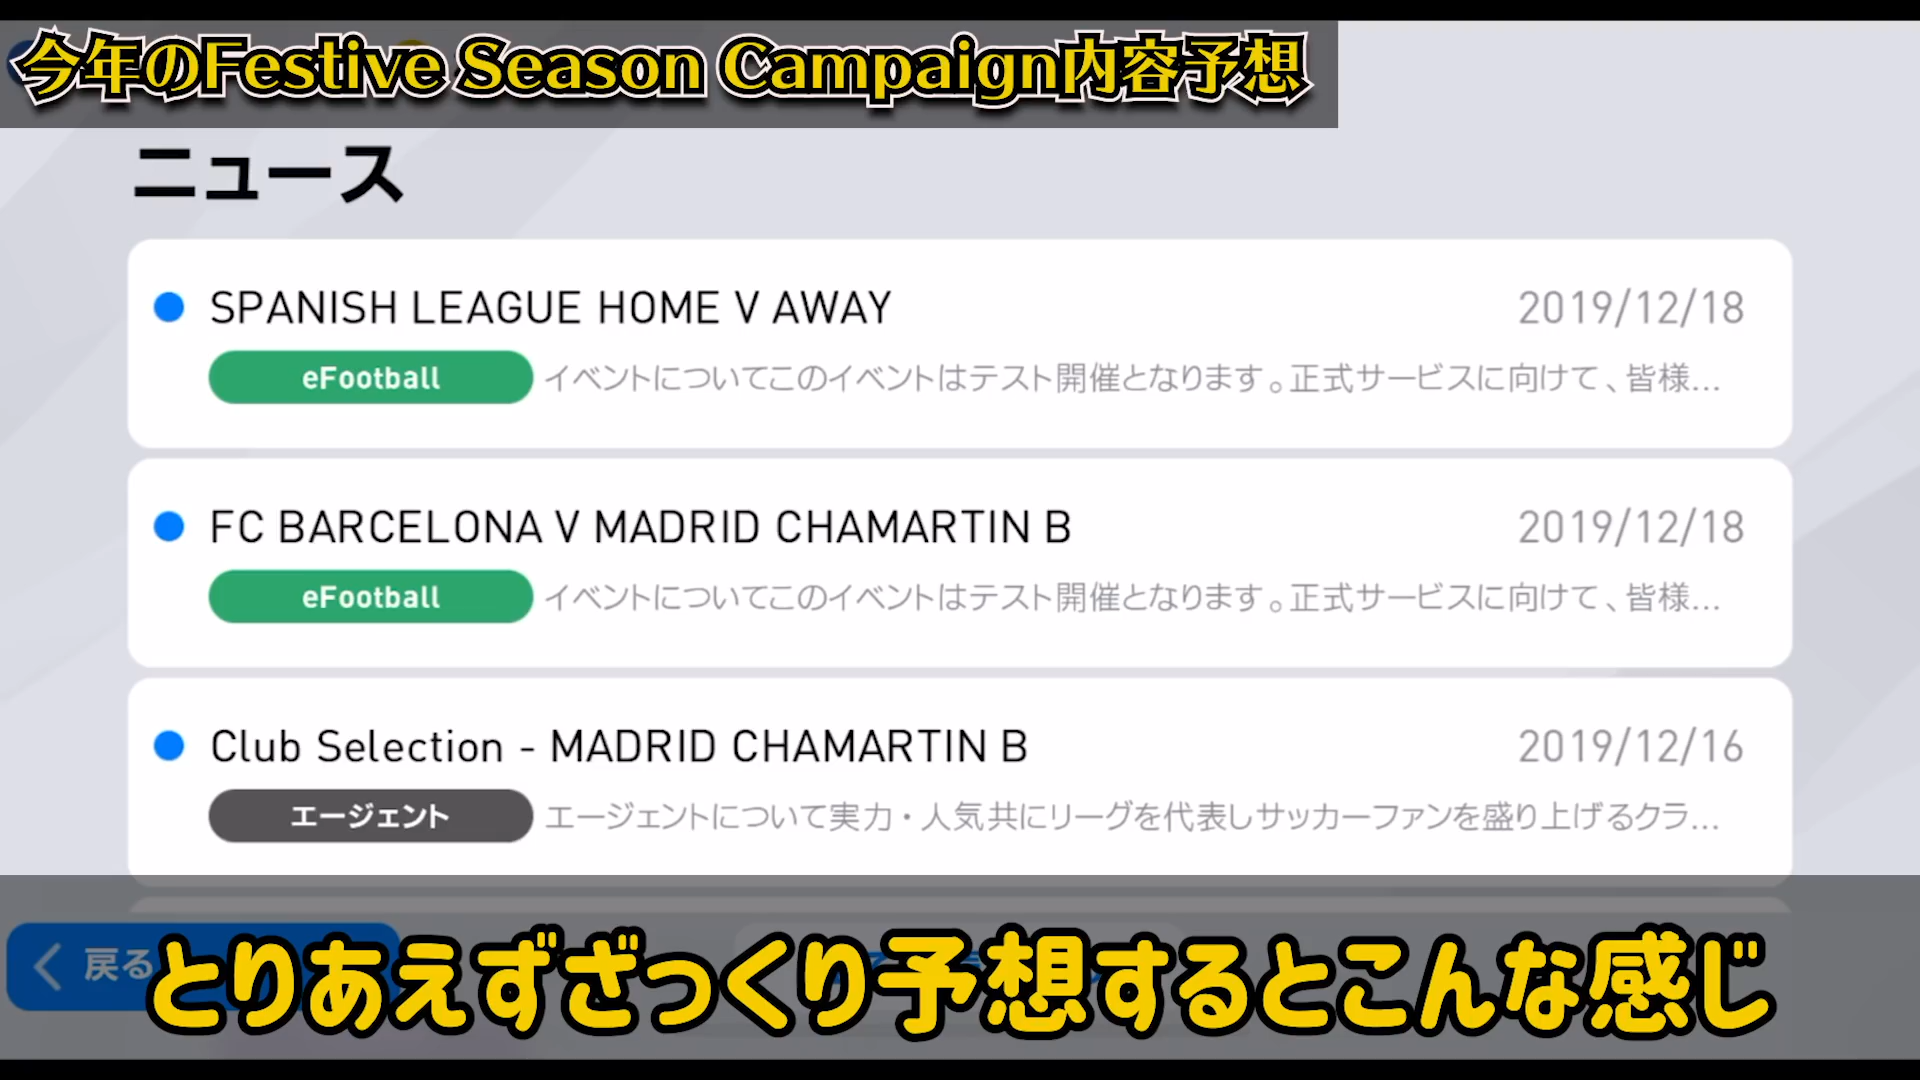 今年のFestive Season Campaign内容予想
ニュース
SPANISH LEAGUE HOME V AWAY 2019/12/18
eFootball イベントについてこのイベントはテスト開催となります。正式サービスに向けて、皆様...
FC BARCELONA V MADRID CHAMARTIN B 2019/12/18
eFootball イベントについてこのイベントはテスト開催となります。正式サービスに向けて、皆様...
Club Selection - MADRID CHAMARTIN B 2019/12/16
エージェント エージェントについて実力・人気共にリーグを代表しサッカーファンを盛り上げるクラ...
戻る
とりあえずざっくり予想するとこんな感じ